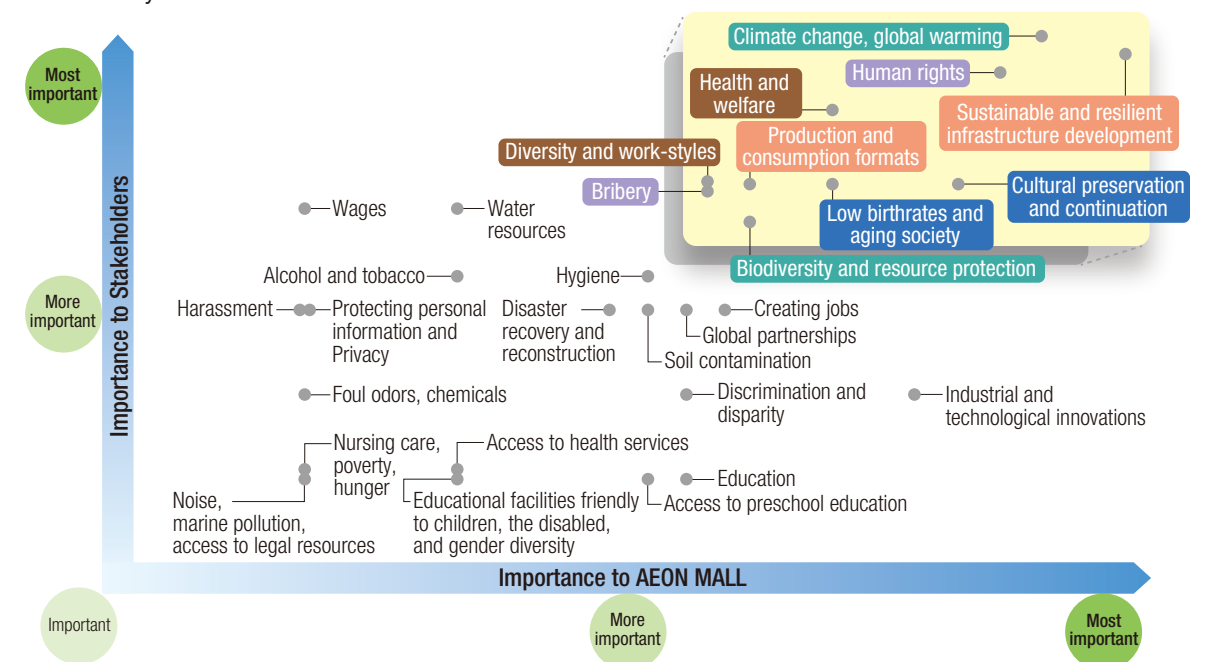 Most
important
Climate change, global warming
Human rights
Health and
welfare
Sustainable and resilient
infrastructure development
Production and
consumption formats
Diversity and work-styles
Bribery
Cultural preservation
and continuation
Low birthrates and
aging society
Wages
Water
resources
Biodiversity and resource protection
Alcohol and tobacco
Hygiene
More
important
Importance to Stakeholders
Harassment
Protecting personal
information and
Privacy
Disaster
recovery and
reconstruction
Creating jobs
Global partnerships
Soil contamination
Foul odors, chemicals
Discrimination and
disparity
Industrial and
technological innovations
Nursing care,
poverty,
hunger
Access to health services
Noise,
marine pollution,
access to legal resources
Educational facilities friendly
to children, the disabled,
and gender diversity
Education
Access to preschool education
Importance to AEON MALL
Important
More
important
Most
important